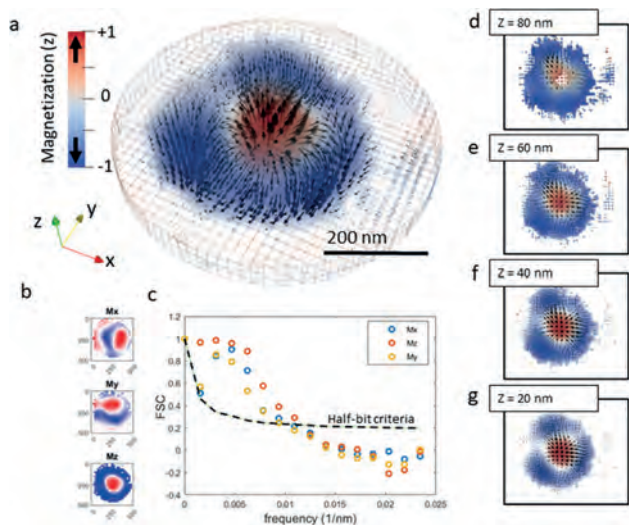 a
Magnetization (z)
+1
0
-1
z
y
x
200 nm
b
Mx
My
Mz
c
1.2
1
0.8
0.6
0.4
0.2
0
-0.2
-0.4
FSC
Mx
Mz
My
Half-bit criteria
0
0.005
0.01
0.015
0.02
0.025
frequency (1/nm)
d
Z = 80 nm
e
Z = 60 nm
f
Z = 40 nm
g
Z = 20 nm